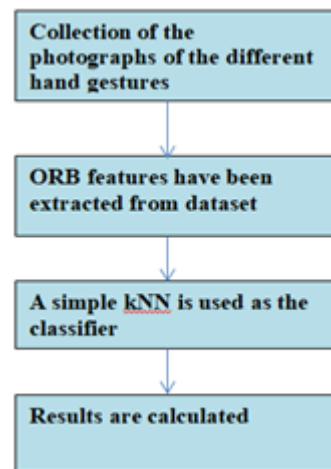 Collection of the
photographs of the different
hand gestures
ORB features have been
extracted from dataset
A simple kNN is used as the
classifier
Results are calculated